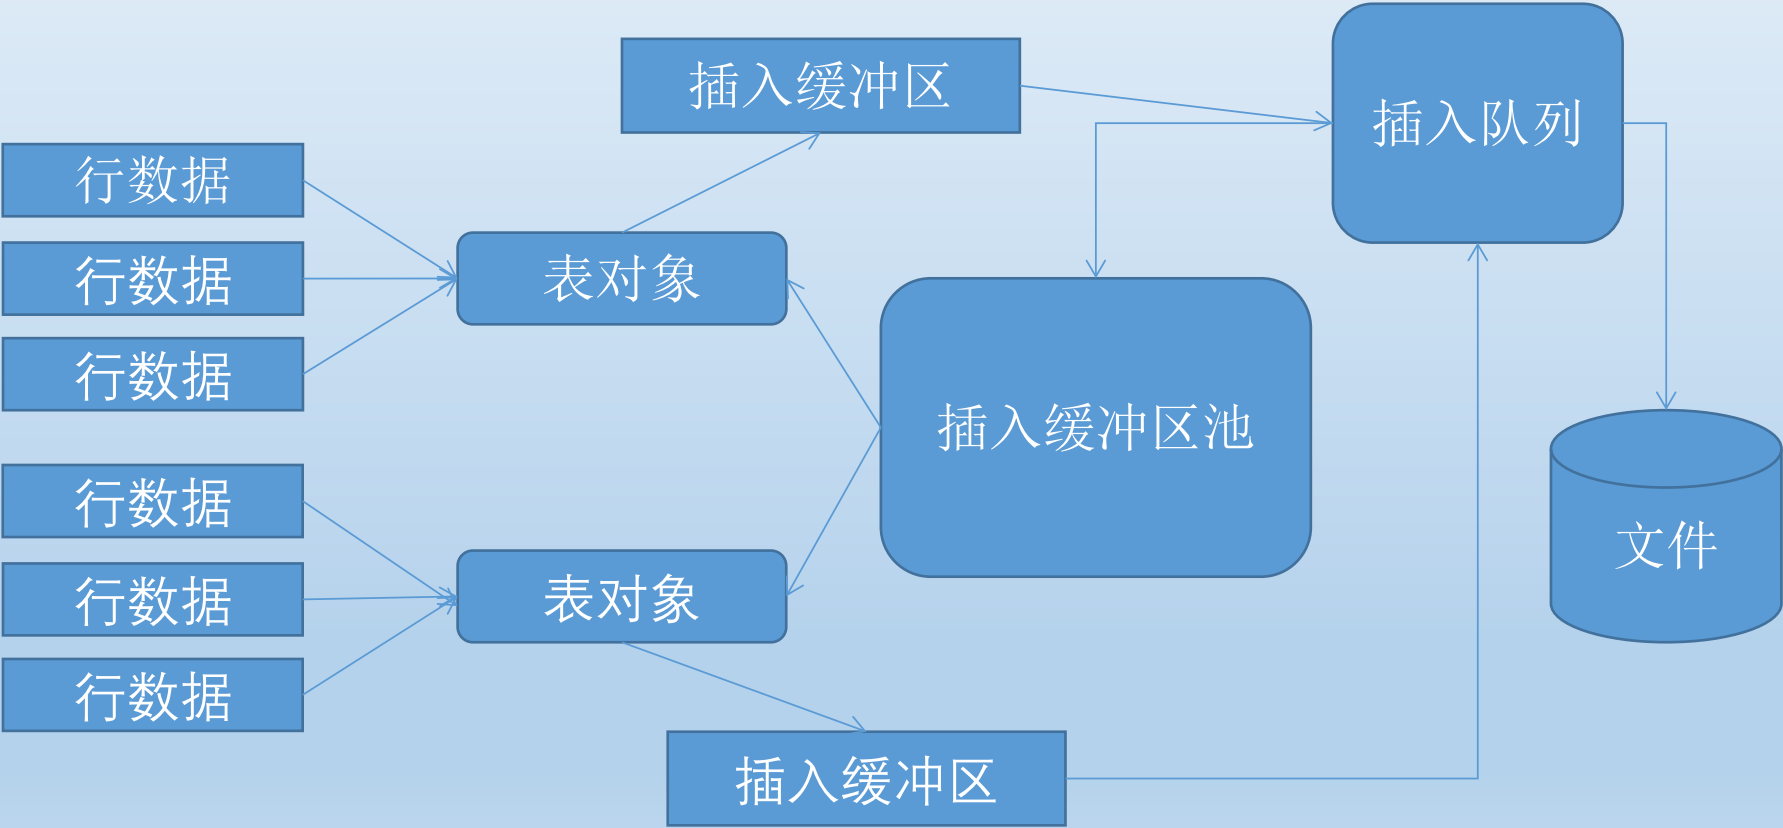 插入缓冲区
插入队列
行数据
行数据
行数据
表对象
插入缓冲区池
行数据
行数据
行数据
表对象
文件
插入缓冲区